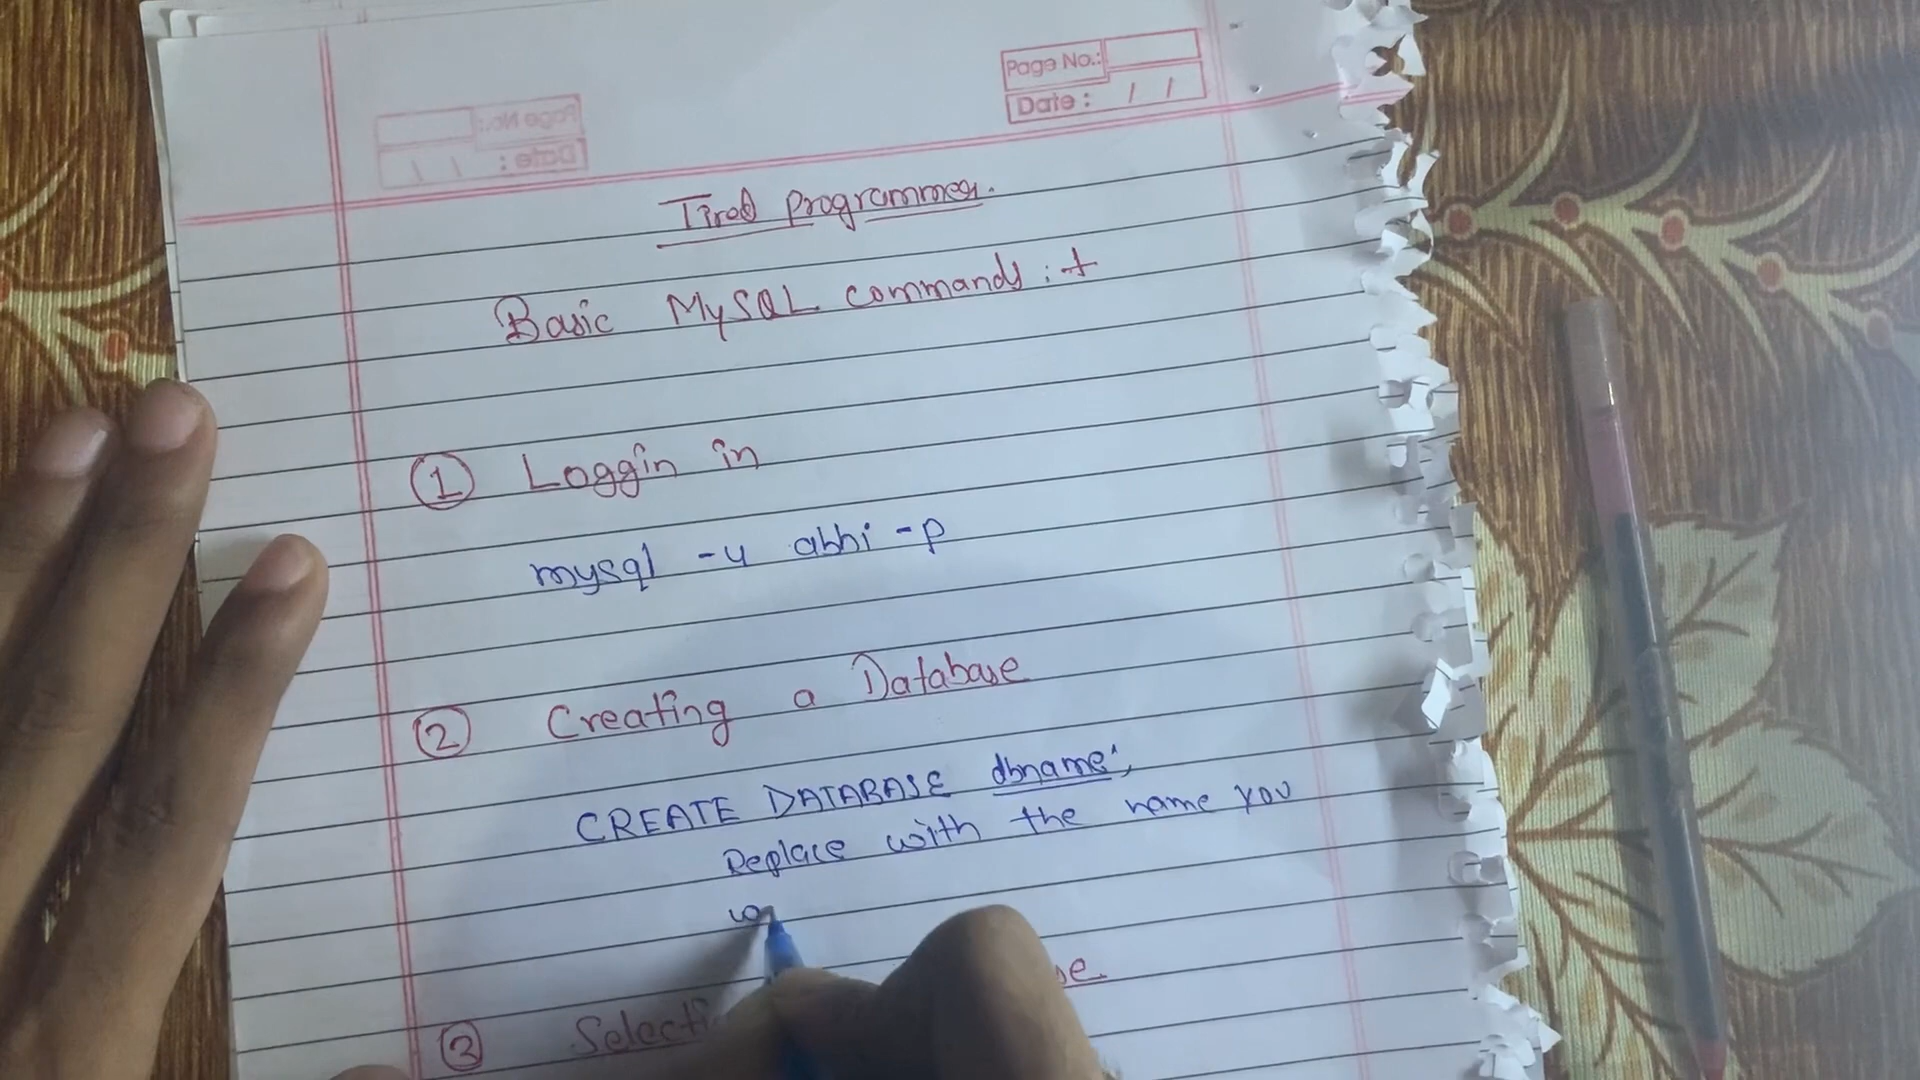 Page No.:
Date : / /
Tired programmer.
Basic MySQL commands :+
1 Loggin in
mysql -u abhi -p
2 Creating a Database
CREATE DATABASE dbname;
Replace with the name you
3